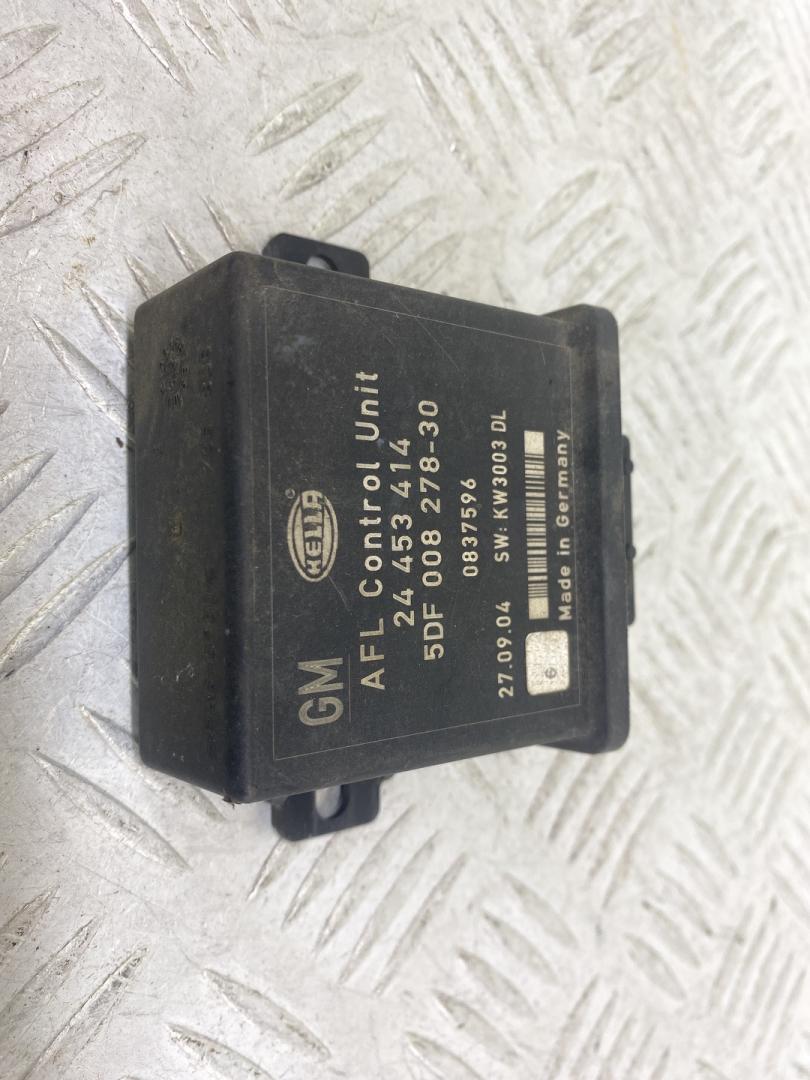 GM
HELLA
AFL Control Unit
24 453 414
5DF 008 278-30
0837596
27.09.04 SW: KW3003 DL
Made in Germany